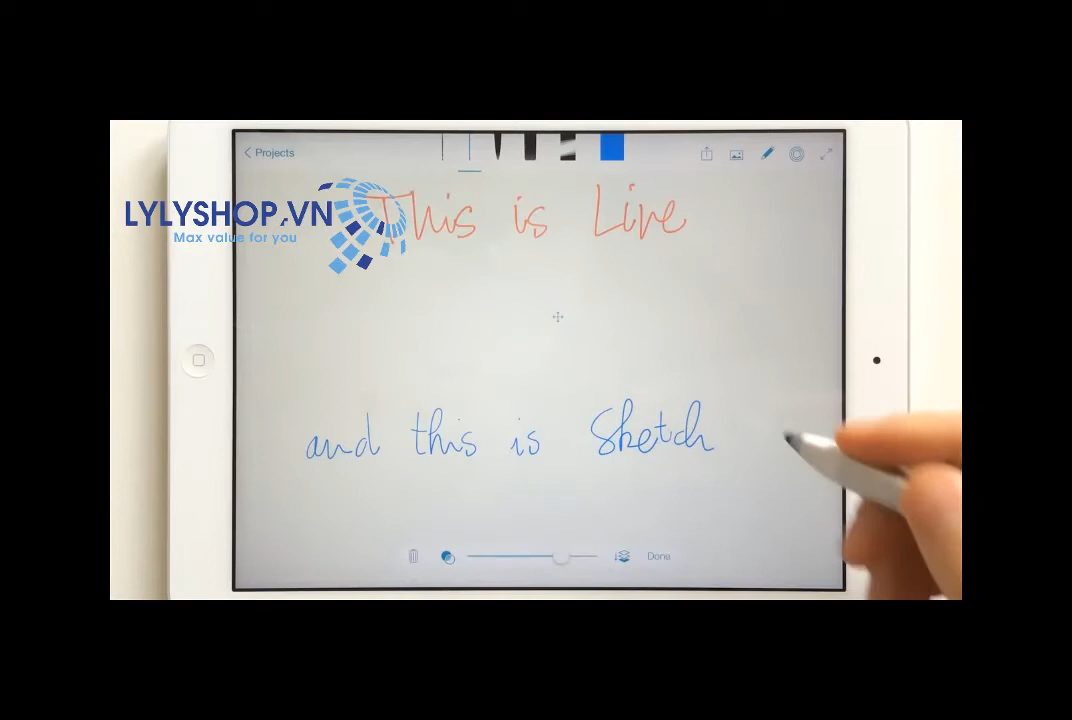 Projects
LYLYSHOP.VN
Max value for you
This is Live
and this is Sketch
Done